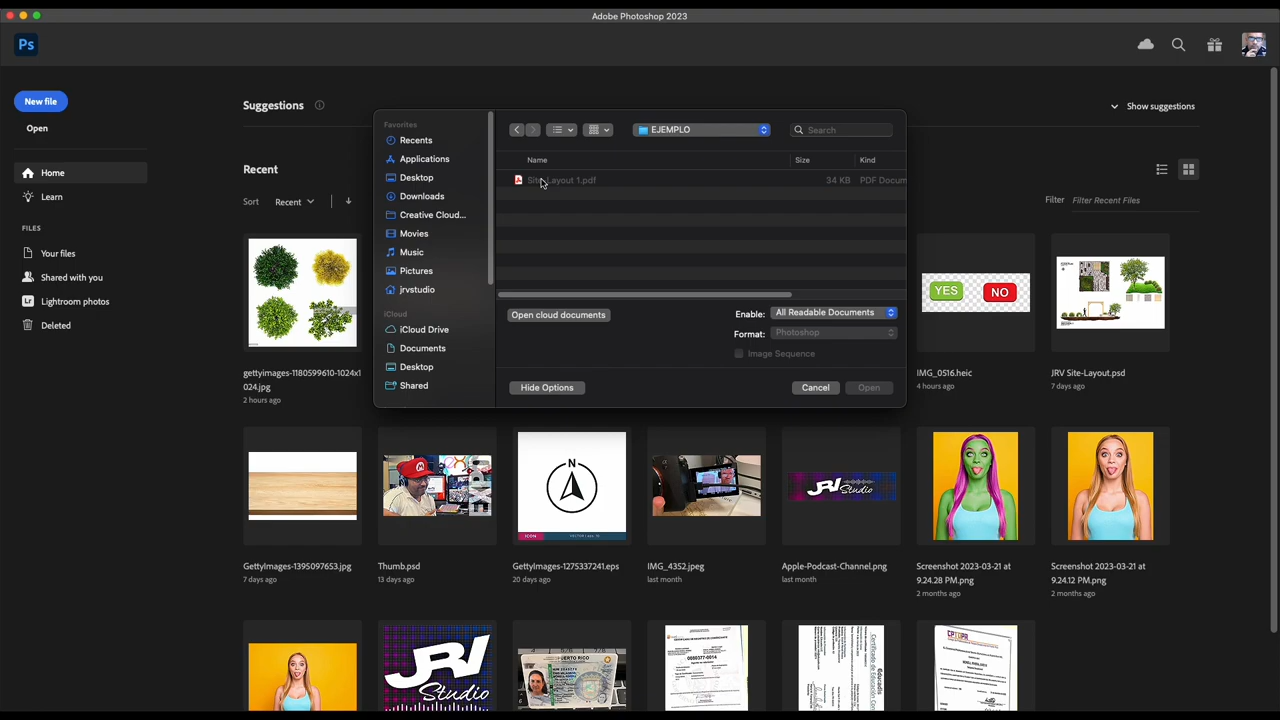 Adobe Photoshop 2023
Ps
New file
Open
Home
Learn
FILES
Your files
Shared with you
Lr Lightroom photos
Deleted
Suggestions
Show suggestions
Recent
Sort Recent
Filter Filter Recent Files
Favorites
Recents
Applications
Desktop
Downloads
Creative Cloud...
Movies
Music
Pictures
jrvstudio
iCloud
iCloud Drive
Documents
Desktop
Shared
EJEMPLO
Search
Name Size Kind
Site-Layout 1.pdf 34 KB PDF Docum
Open cloud documents
Enable: All Readable Documents
Format: Photoshop
Image Sequence
Hide Options
Cancel
Open
gettyimages-1180599610-1024x1
024.jpg
2 hours ago
YES NO
IMG_0516.heic
4 hours ago
JRV Site-Layout.psd
7 days ago
N
JRV Studio
GettyImages-1395097653.jpg
7 days ago
Thumb.psd
13 days ago
GettyImages-1275337241.eps
20 days ago
IMG_4352.jpeg
last month
Apple-Podcast-Channel.png
last month
Screenshot 2023-03-21 at
9.24.28 PM.png
2 months ago
Screenshot 2023-03-21 at
9.24.12 PM.png
2 months ago
JRV
Studio